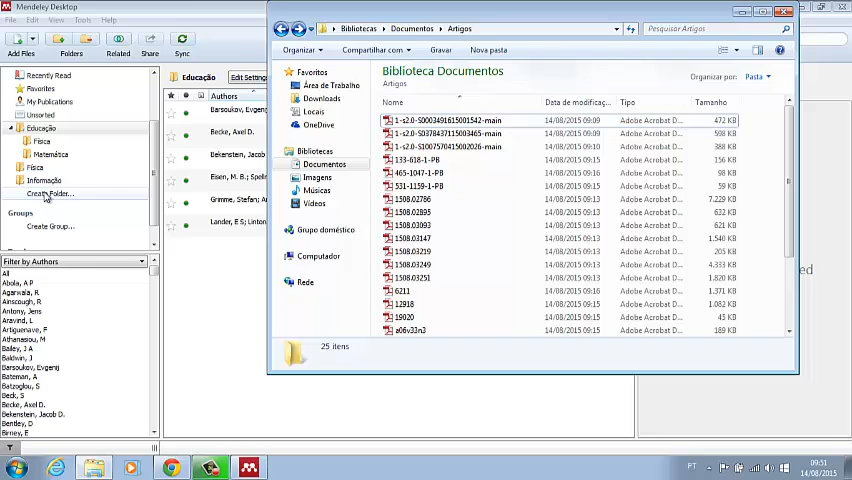 Mendeley Desktop
File Edit View Tools Help
Add Files Folders Related Share Sync
Recently Read
Favorites
My Publications
Unsorted
Educação
Física
Matemática
Física
Informação
Create Folder...
Groups
Create Group...
Filter by Authors
All
Abola, A P
Agarwala, R
Ainscough, R
Antony, Jens
Aravind, L
Artiguenave, F
Athanasiou, M
Bailey, J A
Baldwin, J
Barsoukov, Evgenij
Bateman, A
Batzoglou, S
Beck, S
Becke, Axel D.
Bekenstein, Jacob D.
Bentley, D
Birney, E
Educação Edit Settings
Authors
Barsoukov, Evgenij
Becke, Axel D.
Bekenstein, Jacob
Eisen, M. B.; Spellm
Grimme, Stefan; An
Lander, E S; Linton
Bibliotecas Documentos Artigos
Pesquisar Artigos
Organizar Compartilhar com Gravar Nova pasta
Favoritos
Área de Trabalho
Downloads
Locais
OneDrive
Bibliotecas
Documentos
Imagens
Músicas
Vídeos
Grupo doméstico
Computador
Rede
Biblioteca Documentos
Artigos
Organizar por: Pasta
Nome Data de modificaç... Tipo Tamanho
1-s2.0-S0003491615001542-main 14/08/2015 09:09 Adobe Acrobat D... 472 KB
1-s2.0-S0378437115003465-main 14/08/2015 09:09 Adobe Acrobat D... 598 KB
1-s2.0-S1007570415002026-main 14/08/2015 09:10 Adobe Acrobat D... 388 KB
133-618-1-PB 14/08/2015 09:15 Adobe Acrobat D... 156 KB
465-1047-1-PB 14/08/2015 09:16 Adobe Acrobat D... 98 KB
531-1159-1-PB 14/08/2015 09:16 Adobe Acrobat D... 59 KB
1508.02786 14/08/2015 09:13 Adobe Acrobat D... 7.229 KB
1508.02895 14/08/2015 09:13 Adobe Acrobat D... 632 KB
1508.03093 14/08/2015 09:13 Adobe Acrobat D... 621 KB
1508.03147 14/08/2015 09:13 Adobe Acrobat D... 1.540 KB
1508.03219 14/08/2015 09:13 Adobe Acrobat D... 205 KB
1508.03249 14/08/2015 09:13 Adobe Acrobat D... 4.333 KB
1508.03251 14/08/2015 09:13 Adobe Acrobat D... 1.820 KB
6211 14/08/2015 09:16 Adobe Acrobat D... 1.371 KB
12918 14/08/2015 09:15 Adobe Acrobat D... 1.082 KB
19020 14/08/2015 09:15 Adobe Acrobat D... 45 KB
a06v33n3 14/08/2015 09:15 Adobe Acrobat D... 189 KB
25 itens
ed
PT
09:51
14/08/2015